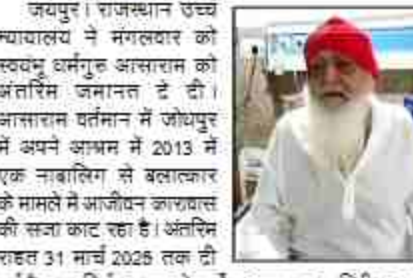 जयपुर। राजस्थान उच्च
न्यायालय ने मंगलवार को
स्वयंभू धर्मगुरु आसाराम को
अंतरिम जमानत दे दी।
आसाराम वर्तमान में जोधपुर
में अपने आश्रम में 2013 में
एक नाबालिग से बलात्कार
के मामले में आजीवन कारावास
की सजा काट रहा है। अंतरिम
राहत 31 मार्च 2025 तक दी